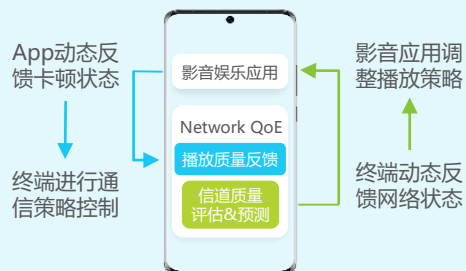 App动态反
馈卡顿状态
终端进行通
信策略控制
影音娱乐应用
Network QoE
播放质量反馈
信道质量
评估&预测
影音应用调
整播放策略
终端动态反
馈网络状态